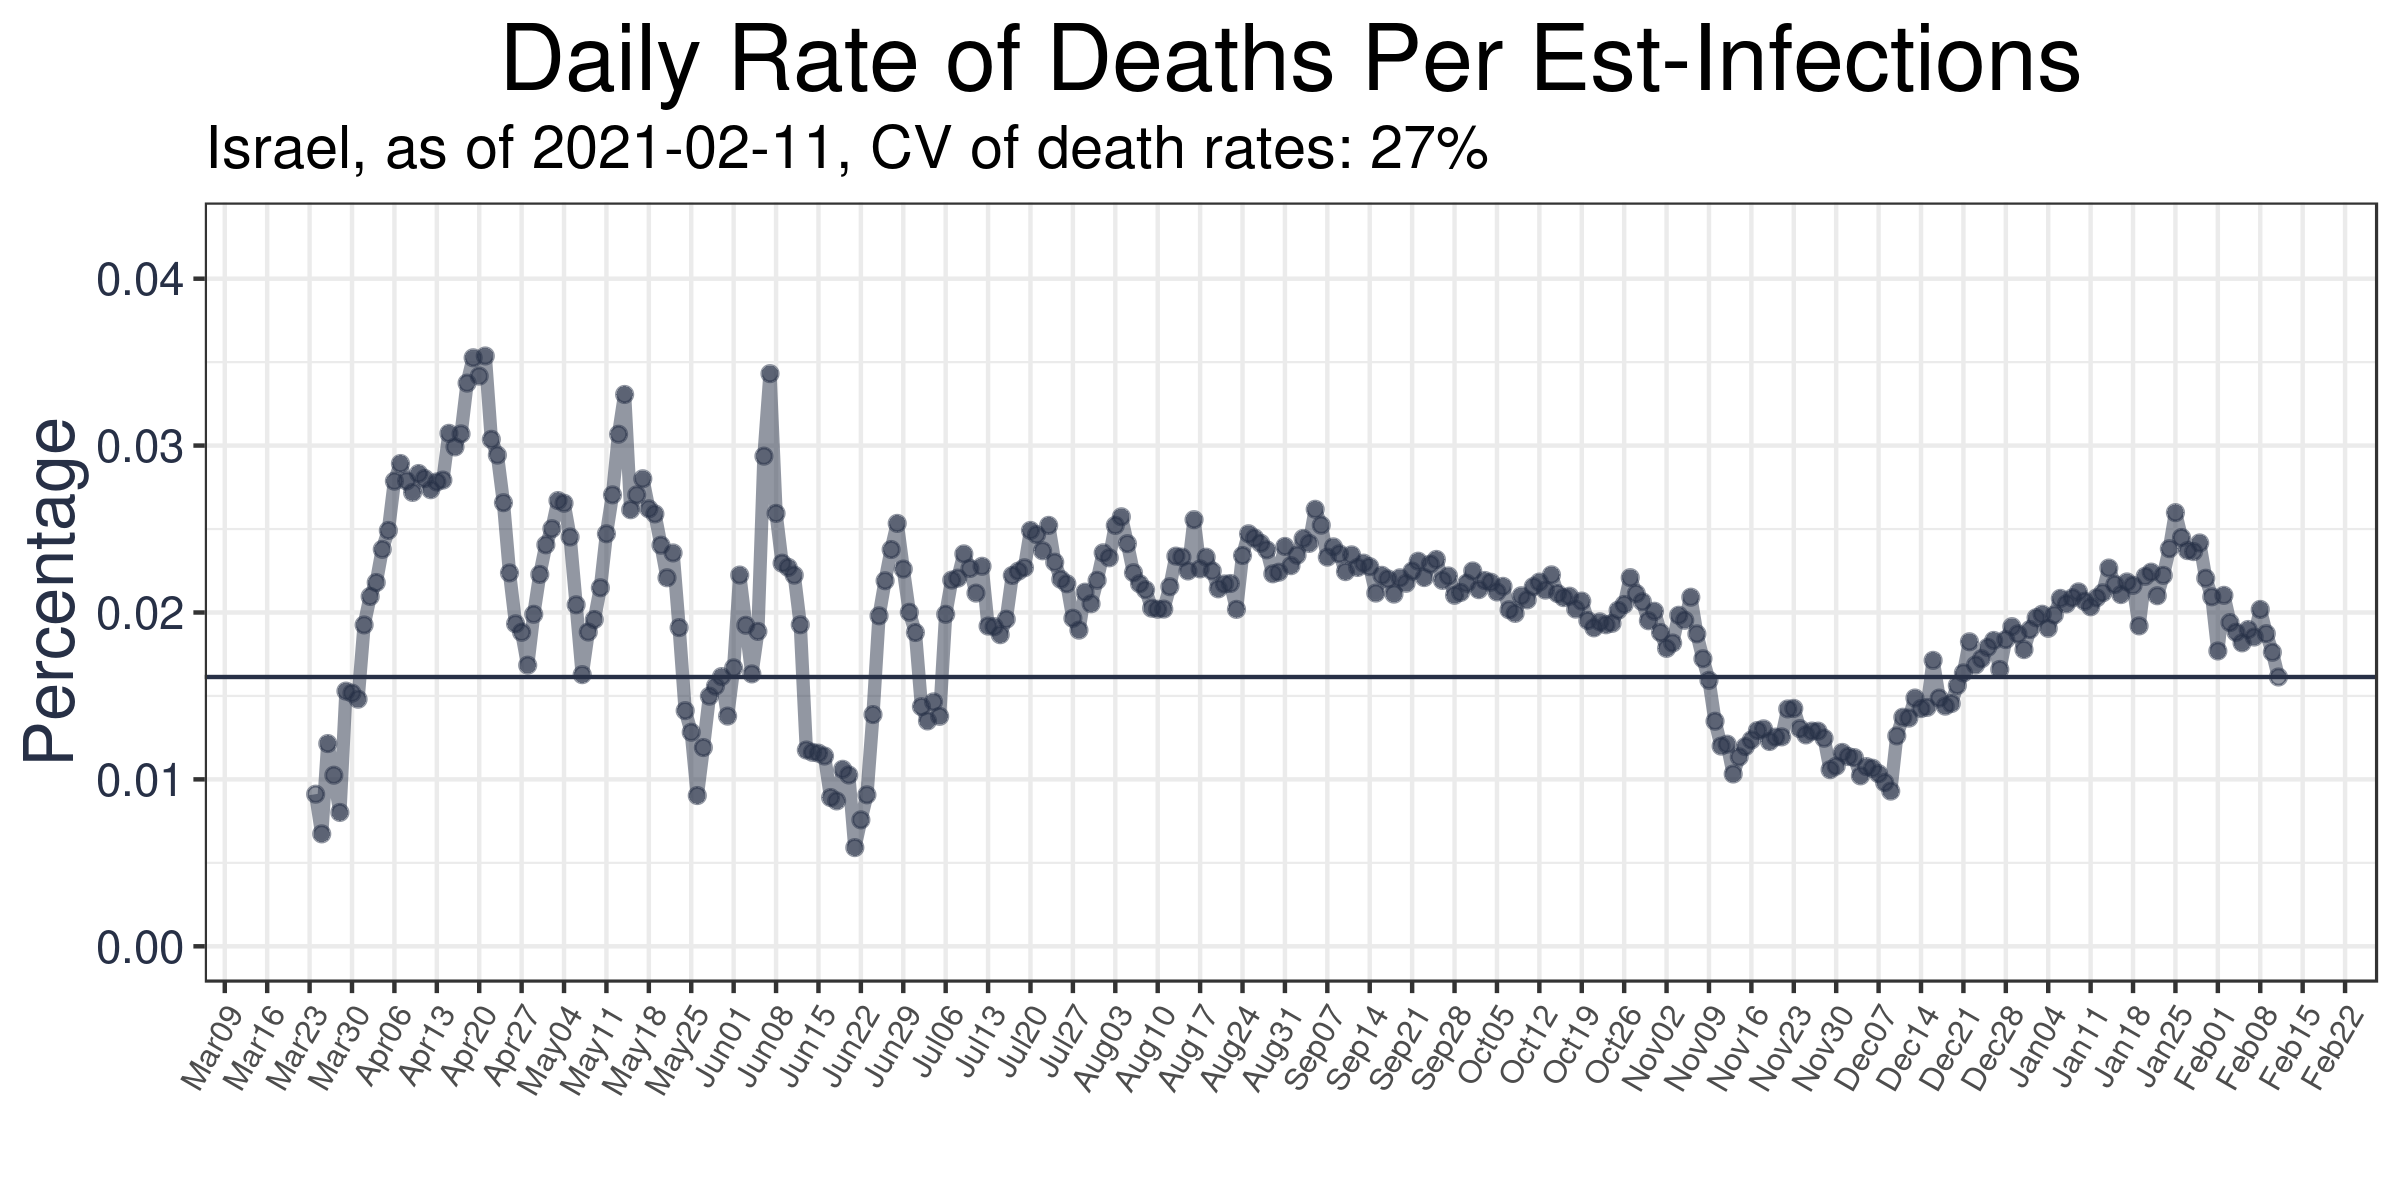 Daily Rate of Deaths Per Est-Infections
Israel, as of 2021-02-11, CV of death rates: 27%
Percentage
0.04
0.03
0.02
0.01
0.00
Mar09
Mar16
Mar23
Mar30
Apr06
Apr13
Apr20
Apr27
May04
May11
May18
May25
Jun01
Jun08
Jun15
Jun22
Jun29
Jul06
Jul13
Jul20
Jul27
Aug03
Aug10
Aug17
Aug24
Aug31
Sep07
Sep14
Sep21
Sep28
Oct05
Oct12
Oct19
Oct26
Nov02
Nov09
Nov16
Nov23
Nov30
Dec07
Dec14
Dec21
Dec28
Jan04
Jan11
Jan18
Jan25
Feb01
Feb08
Feb15
Feb22